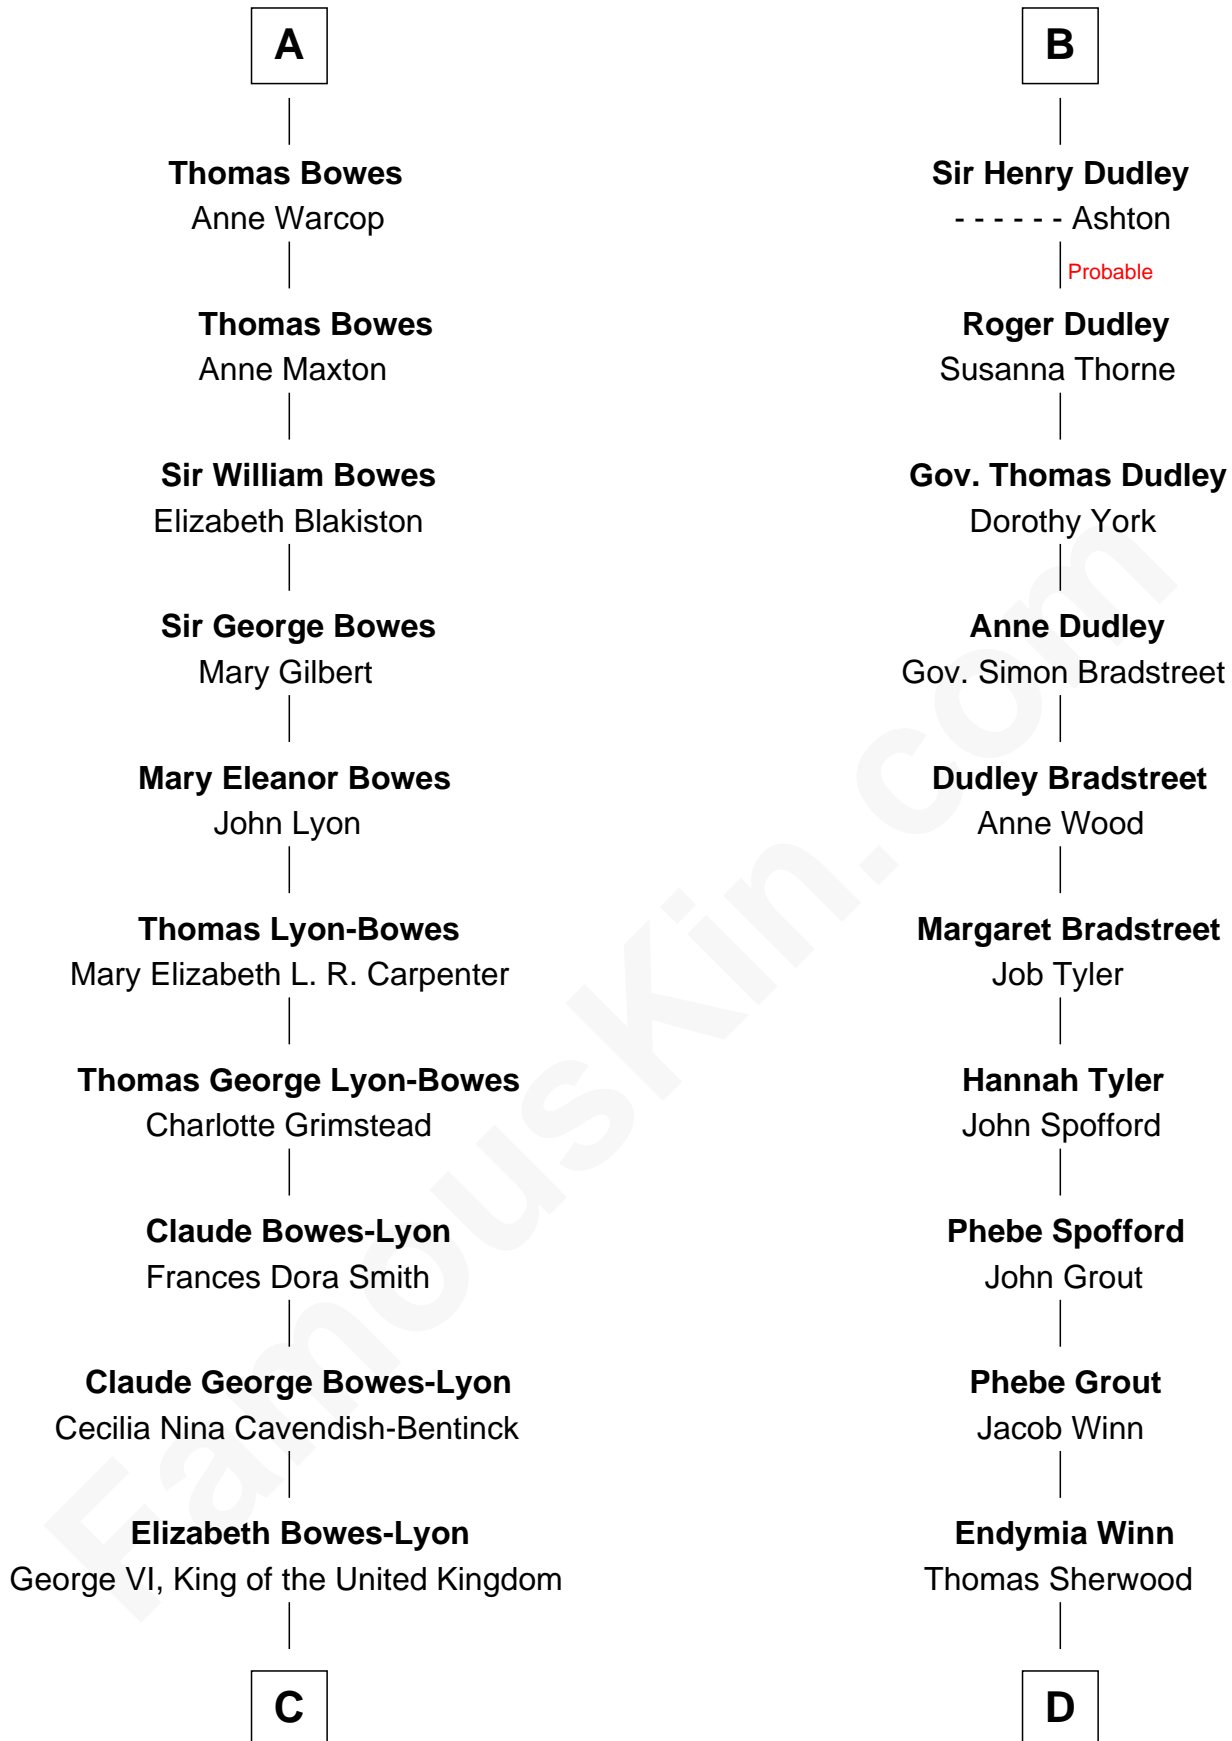 A
Thomas Bowes
Anne Warcop
Thomas Bowes
Anne Maxton
Sir William Bowes
Elizabeth Blakiston
Sir George Bowes
Mary Gilbert
Mary Eleanor Bowes
John Lyon
Thomas Lyon-Bowes
Mary Elizabeth L. R. Carpenter
Thomas George Lyon-Bowes
Charlotte Grimstead
Claude Bowes-Lyon
Frances Dora Smith
Claude George Bowes-Lyon
Cecilia Nina Cavendish-Bentinck
Elizabeth Bowes-Lyon
George VI, King of the United Kingdom
C
B
Sir Henry Dudley
- - - - - - Ashton
Probable
Roger Dudley
Susanna Thorne
Gov. Thomas Dudley
Dorothy York
Anne Dudley
Gov. Simon Bradstreet
Dudley Bradstreet
Anne Wood
Margaret Bradstreet
Job Tyler
Hannah Tyler
John Spofford
Phebe Spofford
John Grout
Phebe Grout
Jacob Winn
Endymia Winn
Thomas Sherwood
D
FamousKin.com